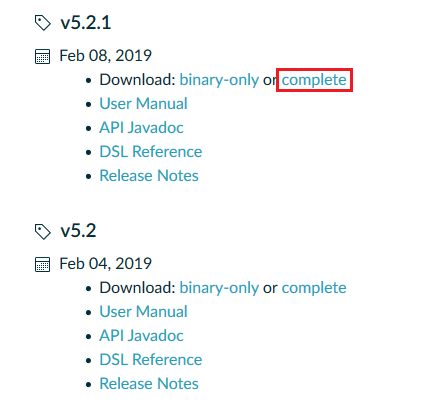 v5.2.1
Feb 08, 2019
Download: binary-only or complete
User Manual
API Javadoc
DSL Reference
Release Notes
v5.2
Feb 04, 2019
Download: binary-only or complete
User Manual
API Javadoc
DSL Reference
Release Notes